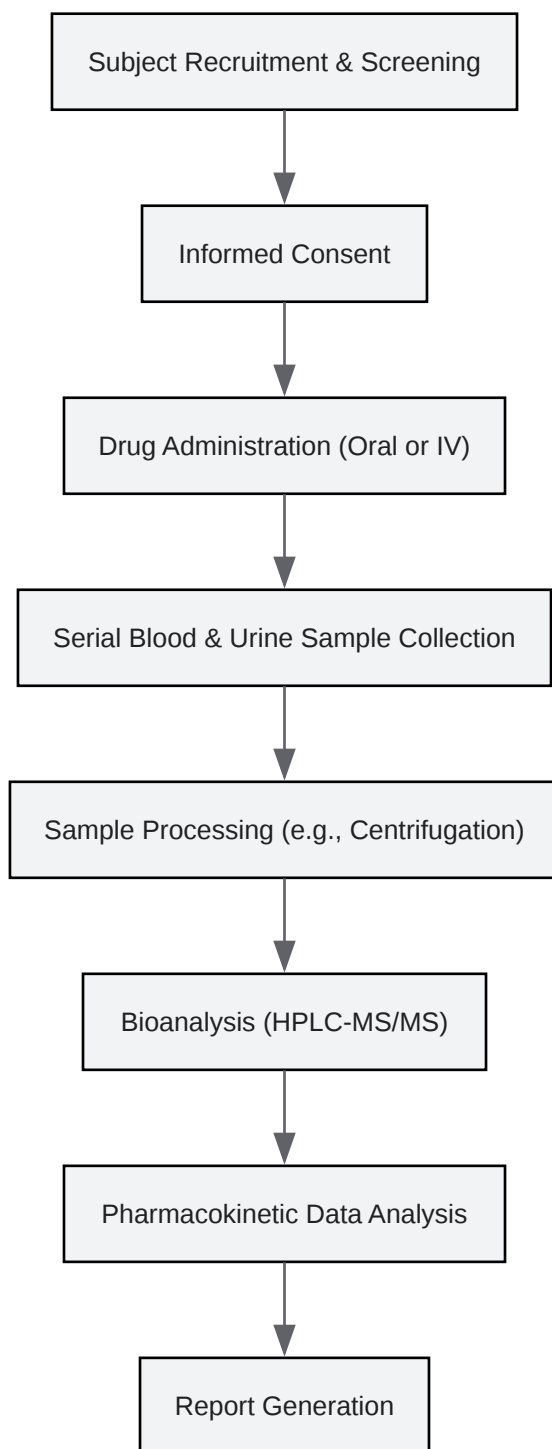 Subject Recruitment & Screening
Informed Consent
Drug Administration (Oral or IV)
Serial Blood & Urine Sample Collection
Sample Processing (e.g., Centrifugation)
Bioanalysis (HPLC-MS/MS)
Pharmacokinetic Data Analysis
Report Generation